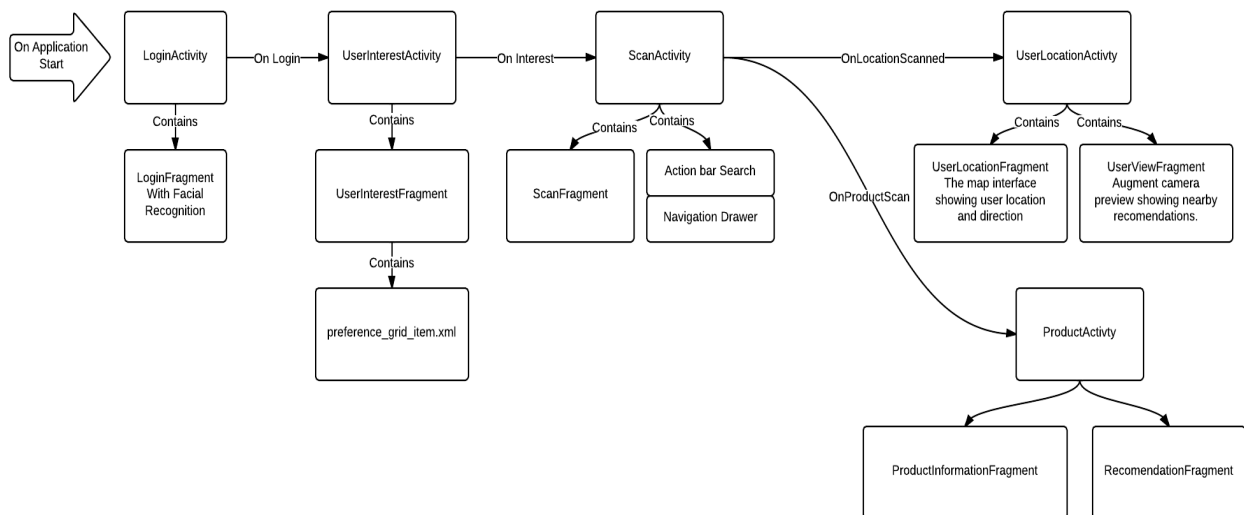 On Application
Start
LoginActivity
On Login
UserInterestActivity
On Interest
ScanActivity
OnLocationScanned
UserLocationActivty
Contains
Contains
Contains
Contains
Contains
Contains
LoginFragment
With Facial
Recognition
UserInterestFragment
ScanFragment
Action bar Search
Navigation Drawer
OnProductScan
UserLocationFragment
The map interface
showing user location
and direction
UserViewFragment
Augment camera
preview showing nearby
recomendations.
Contains
preference_grid_item.xml
ProductActivty
ProductInformationFragment
RecomendationFragment